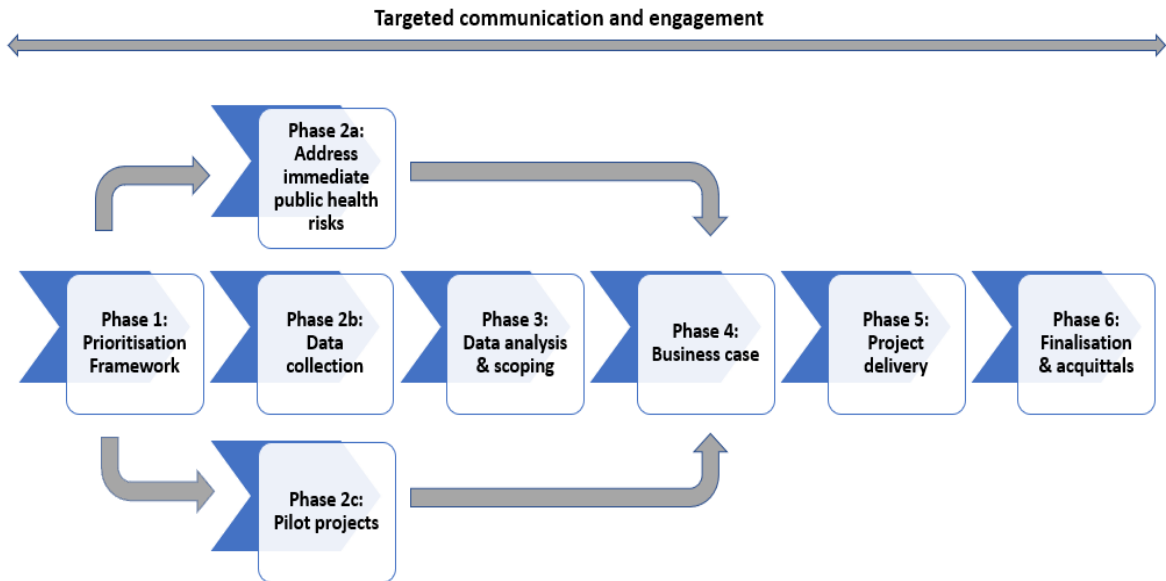 Targeted communication and engagement
Phase 2a:
Address
immediate
public health
risks
Phase 1:
Prioritisation
Framework
Phase 2b:
Data
collection
Phase 3:
Data analysis
& scoping
Phase 4:
Business case
Phase 5:
Project
delivery
Phase 6:
Finalisation
& acquittals
Phase 2c:
Pilot projects